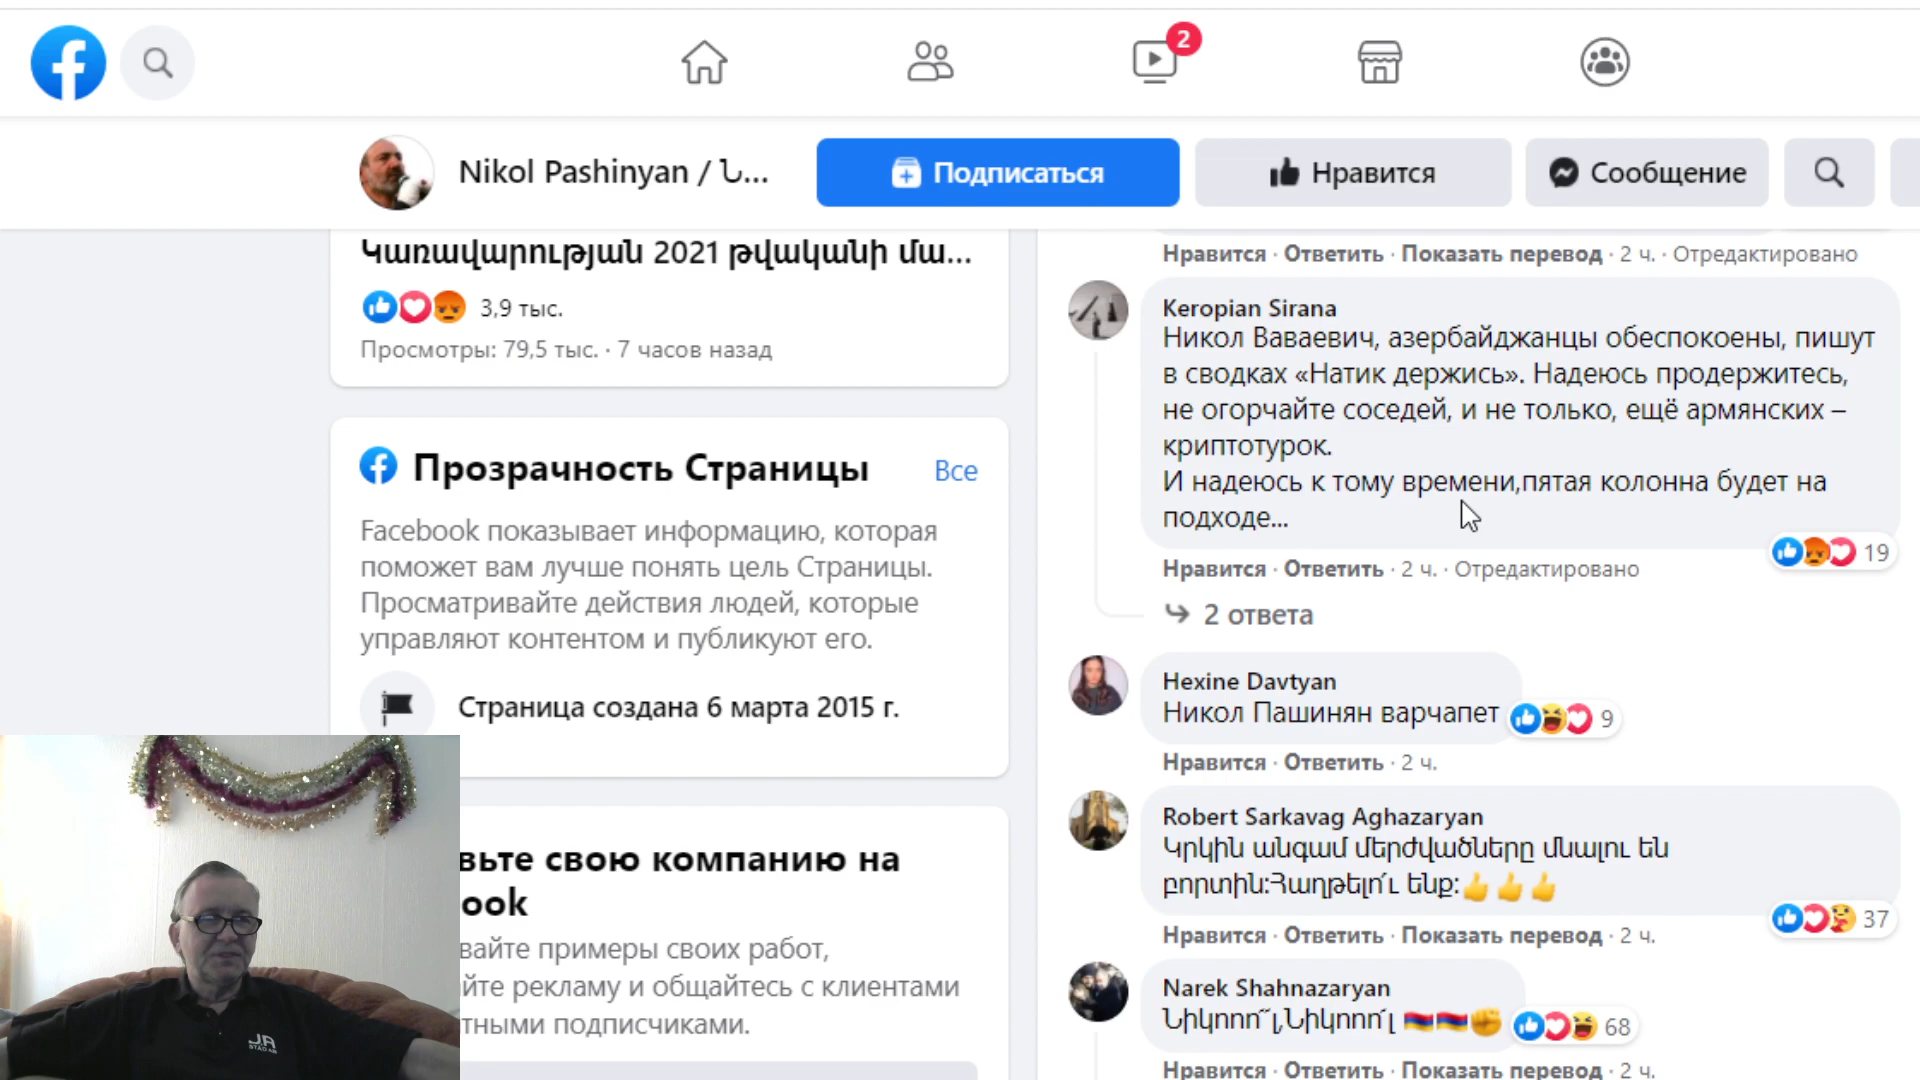 2
Nikol Pashinyan / Ն...
Подписаться
Нравится
Сообщение
Կառավարության 2021 թվականի մա...
3,9 тыс.
Просмотры: 79,5 тыс. · 7 часов назад
Прозрачность Страницы
Все
Facebook показывает информацию, которая
поможет вам лучше понять цель Страницы.
Просматривайте действия людей, которые
управляют контентом и публикуют его.
Страница создана 6 марта 2015 г.
вьте свою компанию на
ook
вайте примеры своих работ,
йте рекламу и общайтесь с клиентами
тными подписчиками.
JA
Нравится · Ответить · Показать перевод · 2 ч. · Отредактировано
Keropian Sirana
Никол Ваваевич, азербайджанцы обеспокоены, пишут
в сводках «Натик держись». Надеюсь продержитесь,
не огорчайте соседей, и не только, ещё армянских –
криптотурок.
И надеюсь к тому времени,пятая колонна будет на
подходе...
19
Нравится · Ответить · 2 ч. · Отредактировано
2 ответа
Hexine Davtyan
Никол Пашинян варчапет
9
Нравится · Ответить · 2 ч.
Robert Sarkavag Aghazaryan
Կրկին անգամ մերժվածները մնալու են
բորտին:Հաղթելո՛ւ ենք:👍👍👍
37
Нравится · Ответить · Показать перевод · 2 ч.
Narek Shahnazaryan
Նիկոոո՜լ,Նիկոոո՛լ 🇦🇲🇦🇲✊
68
Нравится · Ответить · Показать перевод · 2 ч.